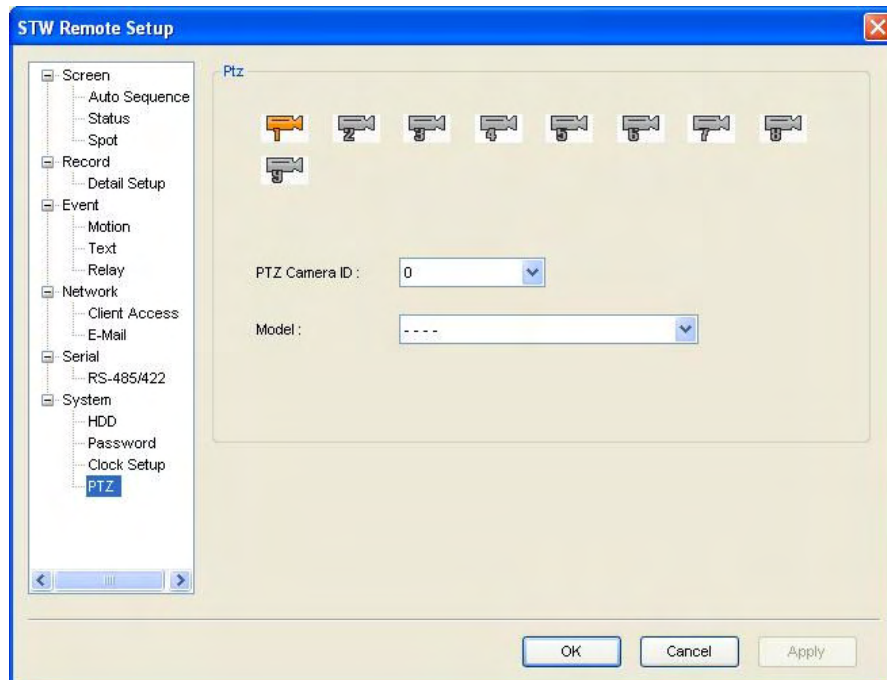 STW Remote Setup
Screen
Auto Sequence
Status
Spot
Record
Detail Setup
Event
Motion
Text
Relay
Network
Client Access
E-Mail
Serial
RS-485/422
System
HDD
Password
Clock Setup
PTZ
Ptz
1 2 3 4 5 6 7 8
9
PTZ Camera ID : 0
Model : - - - -
OK Cancel Apply